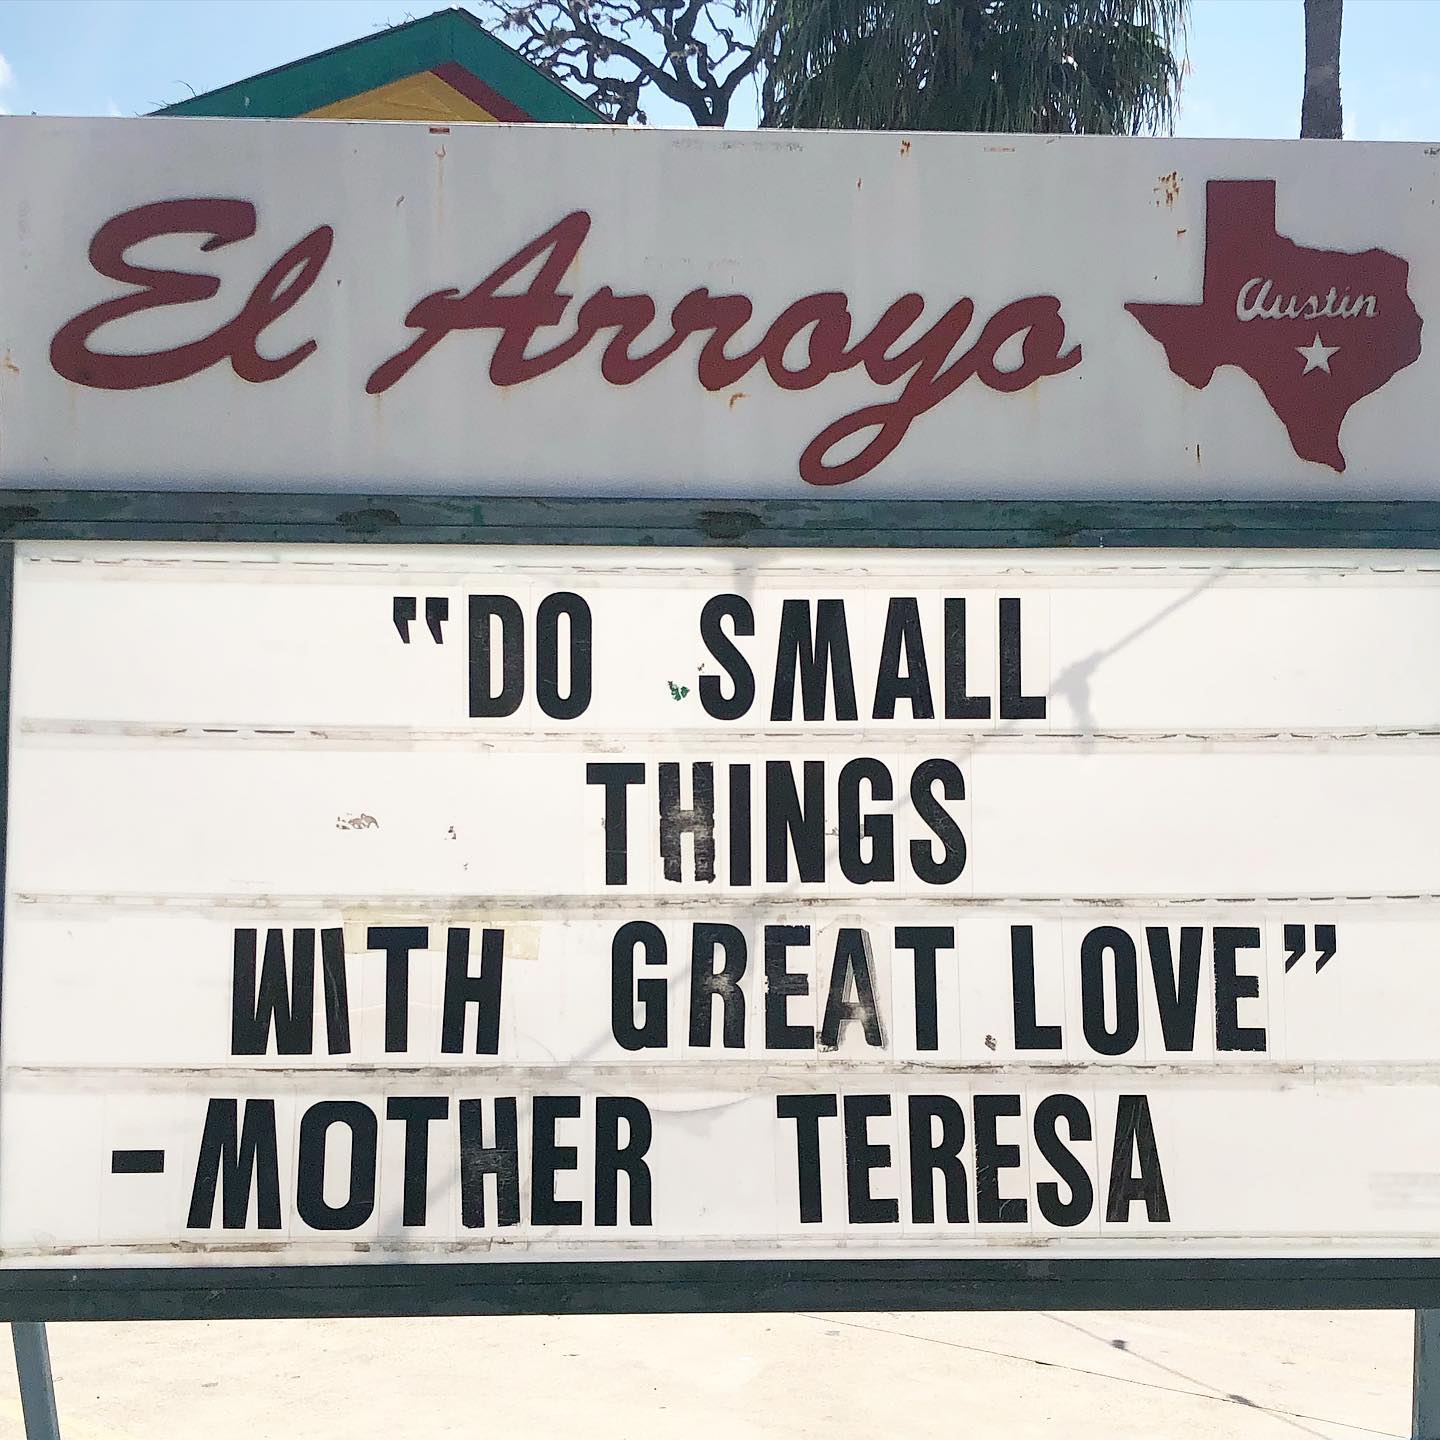 El Arroyo
Austin
"DO SMALL
THINGS
WITH GREAT LOVE"
-MOTHER TERESA